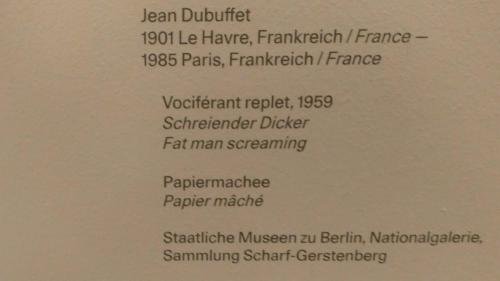 Jean Dubuffet
1901 Le Havre, Frankreich / France —
1985 Paris, Frankreich / France
Vociférant replet, 1959
Schreiender Dicker
Fat man screaming
Papiermachee
Papier mâché
Staatliche Museen zu Berlin, Nationalgalerie,
Sammlung Scharf-Gerstenberg